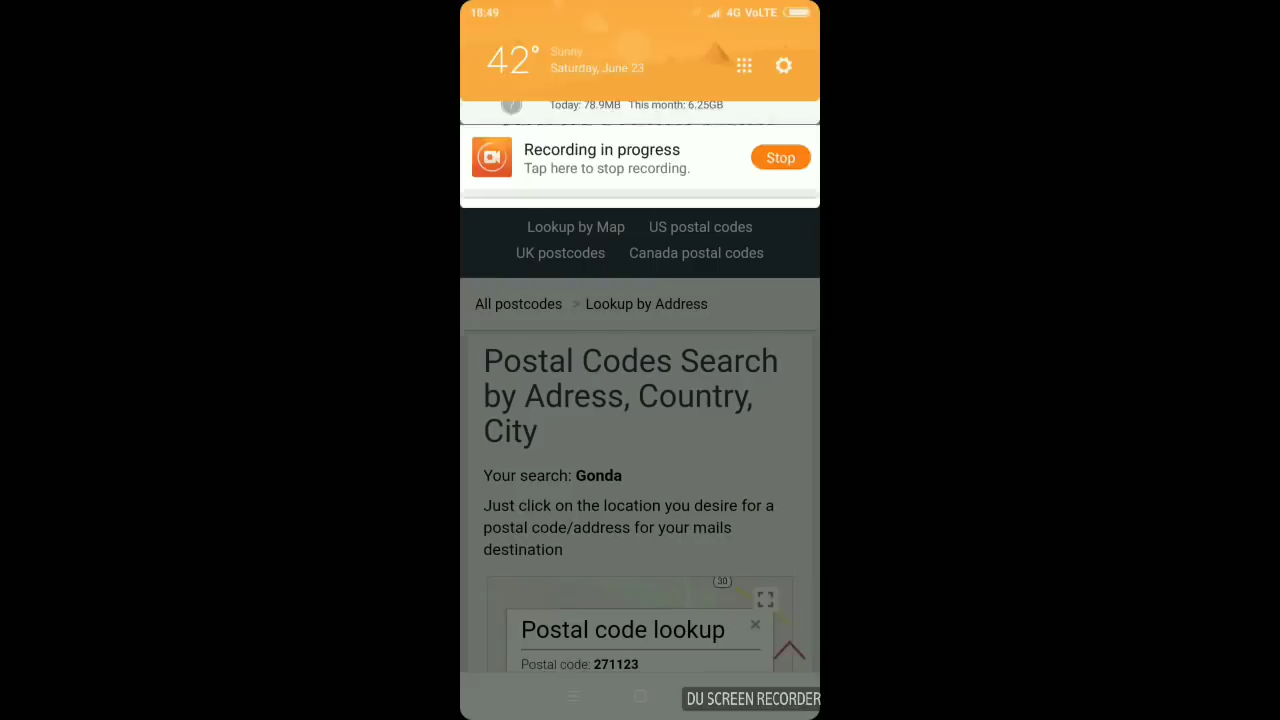 18:49
4G VoLTE
42°
Sunny
Saturday, June 23
Today: 78.9MB This month: 6.25GB
Recording in progress
Tap here to stop recording.
Stop
Lookup by Map US postal codes
UK postcodes Canada postal codes
All postcodes > Lookup by Address
Postal Codes Search
by Adress, Country,
City
Your search: Gonda
Just click on the location you desire for a
postal code/address for your mails
destination
30
Postal code lookup ×
Postal code: 271123
DU SCREEN RECORDER